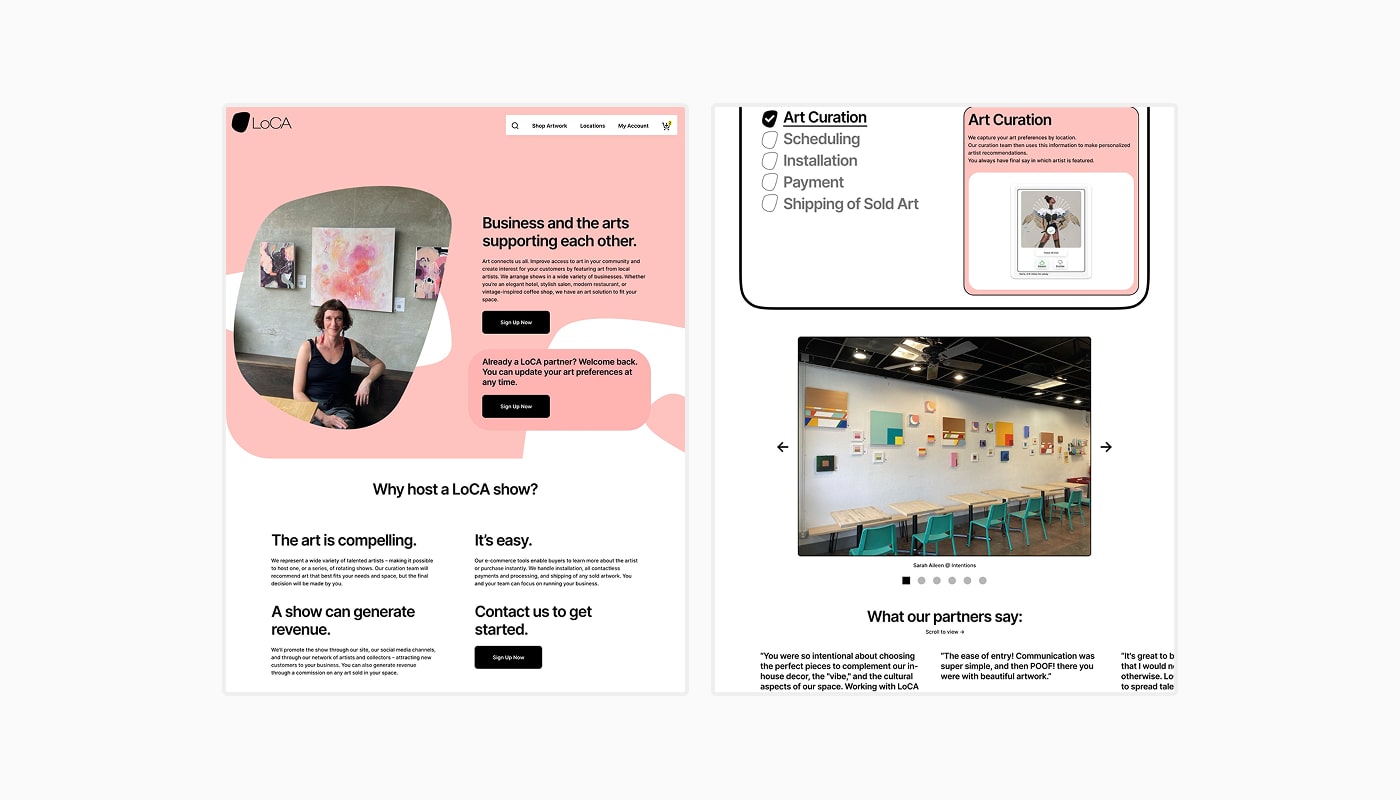 LoCA
Shop Artwork
Locations
My Account
Business and the arts
supporting each other.
Art connects us all. Improve access to art in your community and
create interest for your customers by featuring art from local
artists. We arrange shows in a wide variety of businesses. Whether
you're an elegant hotel, stylish salon, modern restaurant, or
vintage-inspired coffee shop, we have an art solution to fit your
space.
Sign Up Now
Already a LoCA partner? Welcome back.
You can update your art preferences at
any time.
Sign Up Now
Why host a LoCA show?
The art is compelling.
We represent a wide variety of talented artists – making it possible
to host one, or a series, of rotating shows. Our curation team will
recommend art that best fits your needs and space, but the final
decision will be made by you.
It's easy.
Our e-commerce tools enable buyers to learn more about the artist
or purchase instantly. We handle installation, all contactless
payments and processing, and shipping of any sold artwork. You
and your team can focus on running your business.
A show can generate
revenue.
We'll promote the show through our site, our social media channels,
and through our network of artists and collectors – attracting new
customers to your business. You can also generate revenue
through a commission on any art sold in your space.
Contact us to get
started.
Sign Up Now
Art Curation
Scheduling
Installation
Payment
Shipping of Sold Art
Art Curation
We capture your art preferences by location.
Our curation team then uses this information to make personalized
artist recommendations.
You always have final say in which artist is featured.
Sarah Aileen @ Intentions
What our partners say:
Scroll to view →
“You were so intentional about choosing
the perfect pieces to complement our in-
house decor, the "vibe," and the cultural
aspects of our space. Working with LoCA
"The ease of entry! Communication was
super simple, and then POOF! there you
were with beautiful artwork."
"It's great to b
that I would n
otherwise. Lo
to spread tale